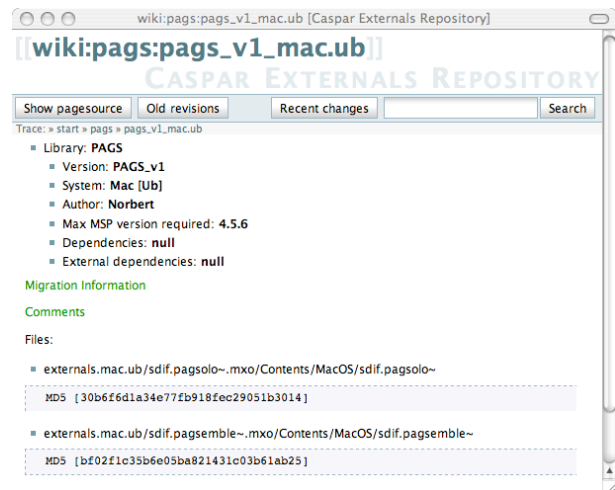 wiki:pags:pags_v1_mac.ub [Caspar Externals Repository]
[[wiki:pags:pags_v1_mac.ub]]
CASPAR EXTERNALS REPOSITORY
Show pagesource Old revisions Recent changes Search
Trace: » start » pags » pags_v1_mac.ub
Library: PAGS
Version: PAGS_v1
System: Mac [Ub]
Author: Norbert
Max MSP version required: 4.5.6
Dependencies: null
External dependencies: null
Migration Information
Comments
Files:
externals.mac.ub/sdif.pagsolo~.mxo/Contents/MacOS/sdif.pagsolo~
MD5 [30b6f6d1a34e77fb918fec29051b3014]
externals.mac.ub/sdif.pagsemble~.mxo/Contents/MacOS/sdif.pagsemble~
MD5 [bf02f1c35b6e05ba821431c03b61ab25]